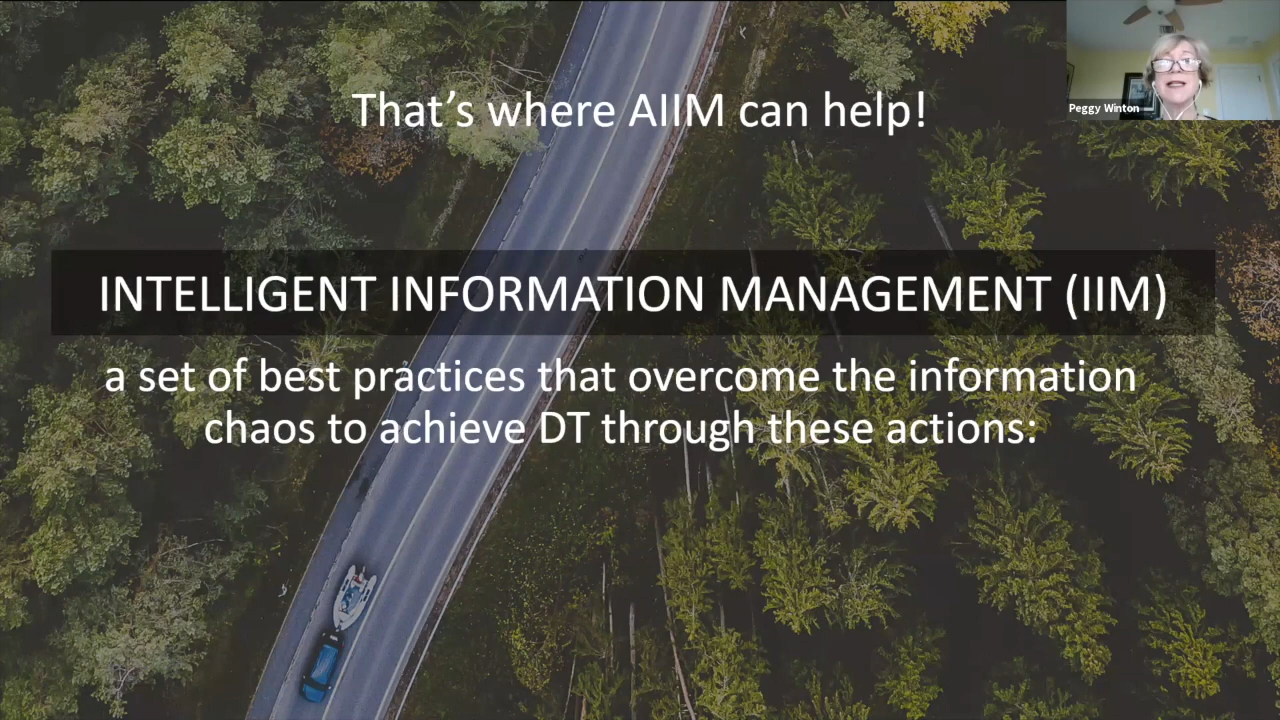 That's where AIIM can help!
Peggy Winton
INTELLIGENT INFORMATION MANAGEMENT (IIM)
a set of best practices that overcome the information
chaos to achieve DT through these actions: